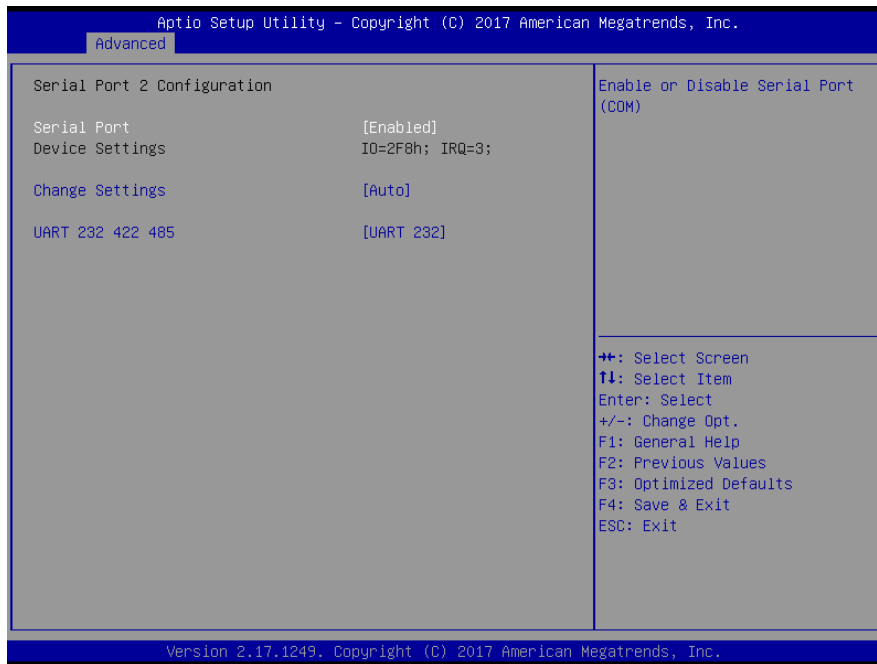 Aptio Setup Utility – Copyright (C) 2017 American Megatrends, Inc.
Advanced
Serial Port 2 Configuration
Serial Port [Enabled]
Device Settings IO=2F8h; IRQ=3;
Change Settings [Auto]
UART 232 422 485 [UART 232]
Enable or Disable Serial Port
(COM)
→←: Select Screen
↑↓: Select Item
Enter: Select
+/-: Change Opt.
F1: General Help
F2: Previous Values
F3: Optimized Defaults
F4: Save & Exit
ESC: Exit
Version 2.17.1249. Copyright (C) 2017 American Megatrends, Inc.